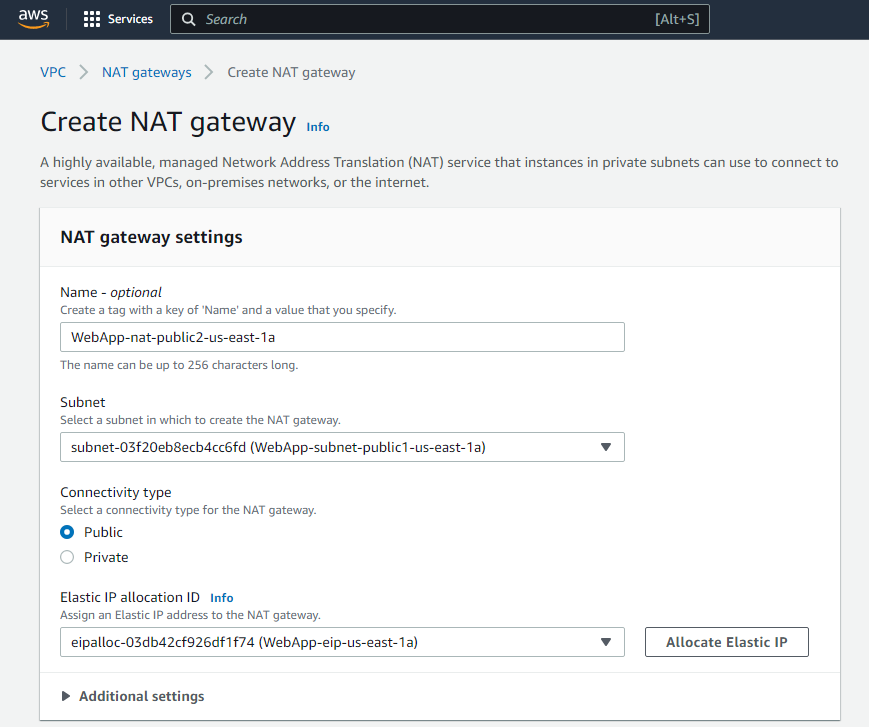 aws Services Search [Alt+S]
VPC NAT gateways Create NAT gateway
Create NAT gateway Info
A highly available, managed Network Address Translation (NAT) service that instances in private subnets can use to connect to
services in other VPCs, on-premises networks, or the internet.
NAT gateway settings
Name - optional
Create a tag with a key of 'Name' and a value that you specify.
WebApp-nat-public2-us-east-1a
The name can be up to 256 characters long.
Subnet
Select a subnet in which to create the NAT gateway.
subnet-03f20eb8ecb4cc6fd (WebApp-subnet-public1-us-east-1a)
Connectivity type
Select a connectivity type for the NAT gateway.
Public
Private
Elastic IP allocation ID Info
Assign an Elastic IP address to the NAT gateway.
eipalloc-03db42cf926df1f74 (WebApp-eip-us-east-1a) Allocate Elastic IP
Additional settings